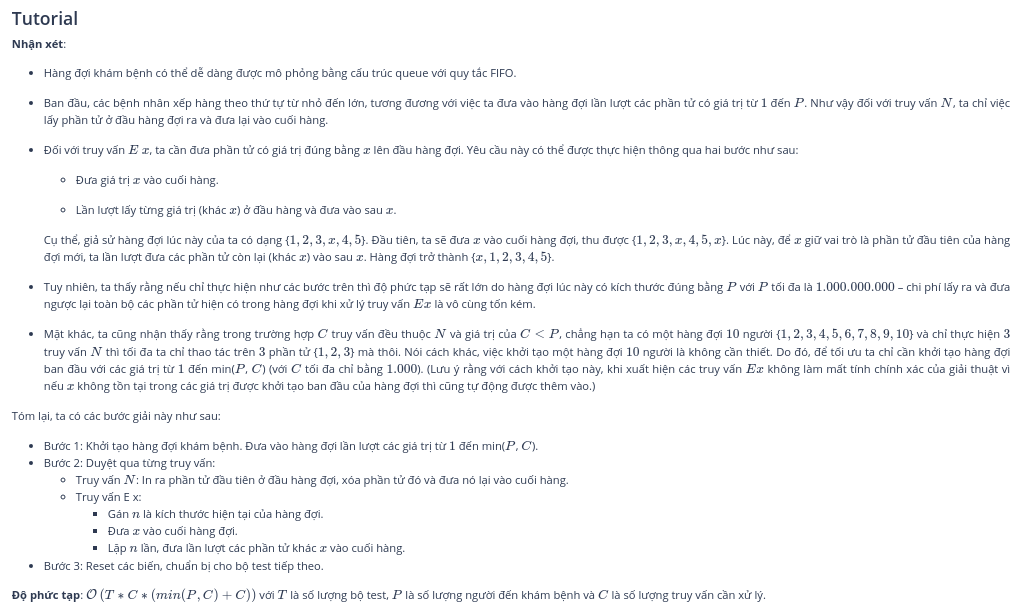 Tutorial
Nhận xét:
• Hàng đợi khám bệnh có thể dễ dàng được mô phỏng bằng cấu trúc queue với quy tắc FIFO.
• Ban đầu, các bệnh nhân xếp hàng theo thứ tự từ nhỏ đến lớn, tương đương với việc ta đưa vào hàng đợi lần lượt các phần tử có giá trị từ 1 đến P. Như vậy đối với truy vấn N, ta chỉ việc
lấy phần tử ở đầu hàng đợi ra và đưa lại vào cuối hàng.
• Đối với truy vấn E x, ta cần đưa phần tử có giá trị đúng bằng x lên đầu hàng đợi. Yêu cầu này có thể được thực hiện thông qua hai bước như sau:
◦ Đưa giá trị x vào cuối hàng.
◦ Lần lượt lấy từng giá trị (khác x) ở đầu hàng và đưa vào sau x.
Cụ thể, giả sử hàng đợi lúc này của ta có dạng {1, 2, 3, x, 4, 5}. Đầu tiên, ta sẽ đưa x vào cuối hàng đợi, thu được {1, 2, 3, x, 4, 5, x}. Lúc này, để x giữ vai trò là phần tử đầu tiên của hàng
đợi mới, ta lần lượt đưa các phần tử còn lại (khác x) vào sau x. Hàng đợi trở thành {x, 1, 2, 3, 4, 5}.
• Tuy nhiên, ta thấy rằng nếu chỉ thực hiện như các bước trên thì độ phức tạp sẽ rất lớn do hàng đợi lúc này có kích thước đúng bằng P với P tối đa là 1.000.000.000 – chi phí lấy ra và đưa
ngược lại toàn bộ các phần tử hiện có trong hàng đợi khi xử lý truy vấn Ex là vô cùng tốn kém.
• Mặt khác, ta cũng nhận thấy rằng trong trường hợp C truy vấn đều thuộc N và giá trị của C < P, chẳng hạn ta có một hàng đợi 10 người {1, 2, 3, 4, 5, 6, 7, 8, 9, 10} và chỉ thực hiện 3
truy vấn N thì tối đa ta chỉ thao tác trên 3 phần tử {1, 2, 3} mà thôi. Nói cách khác, việc khởi tạo một hàng đợi 10 người là không cần thiết. Do đó, để tối ưu ta chỉ cần khởi tạo hàng đợi
ban đầu với các giá trị từ 1 đến min(P, C) (với C tối đa chỉ bằng 1.000). (Lưu ý rằng với cách khởi tạo này, khi xuất hiện các truy vấn Ex không làm mất tính chính xác của giải thuật vì
nếu x không tồn tại trong các giá trị được khởi tạo ban đầu của hàng đợi thì cũng tự động được thêm vào.)
Tóm lại, ta có các bước giải này như sau:
• Bước 1: Khởi tạo hàng đợi khám bệnh. Đưa vào hàng đợi lần lượt các giá trị từ 1 đến min(P, C).
• Bước 2: Duyệt qua từng truy vấn:
◦ Truy vấn N: In ra phần tử đầu tiên ở đầu hàng đợi, xóa phần tử đó và đưa nó lại vào cuối hàng.
◦ Truy vấn E x:
▪ Gán n là kích thước hiện tại của hàng đợi.
▪ Đưa x vào cuối hàng đợi.
▪ Lặp n lần, đưa lần lượt các phần tử khác x vào cuối hàng.
• Bước 3: Reset các biến, chuẩn bị cho bộ test tiếp theo.
Độ phức tạp: O (T ∗ C ∗ (min(P, C) + C)) với T là số lượng bộ test, P là số lượng người đến khám bệnh và C là số lượng truy vấn cần xử lý.